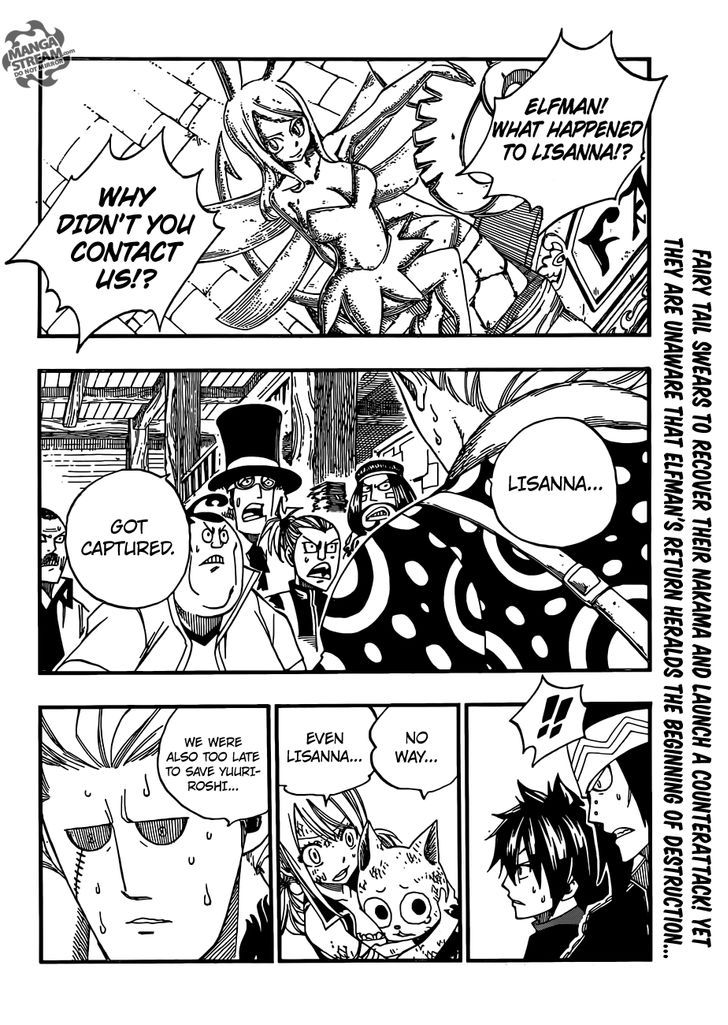 MANGA
STREAM.com
DO NOT MIRROR
ELFMAN!
WHAT HAPPENED
TO LISANNA!?
WHY
DIDN'T YOU
CONTACT
US!?
FAIRY TAIL SWEARS TO RECOVER THEIR NAKAMA AND LAUNCH A COUNTERATTACK! YET
THEY ARE UNAWARE THAT ELFMAN'S RETURN HERALDS THE BEGINNING OF DESTRUCTION...
LISANNA...
GOT
CAPTURED.
!!
NO
WAY...
EVEN
LISANNA...
WE WERE
ALSO TOO LATE
TO SAVE YUURI-
ROSHI...